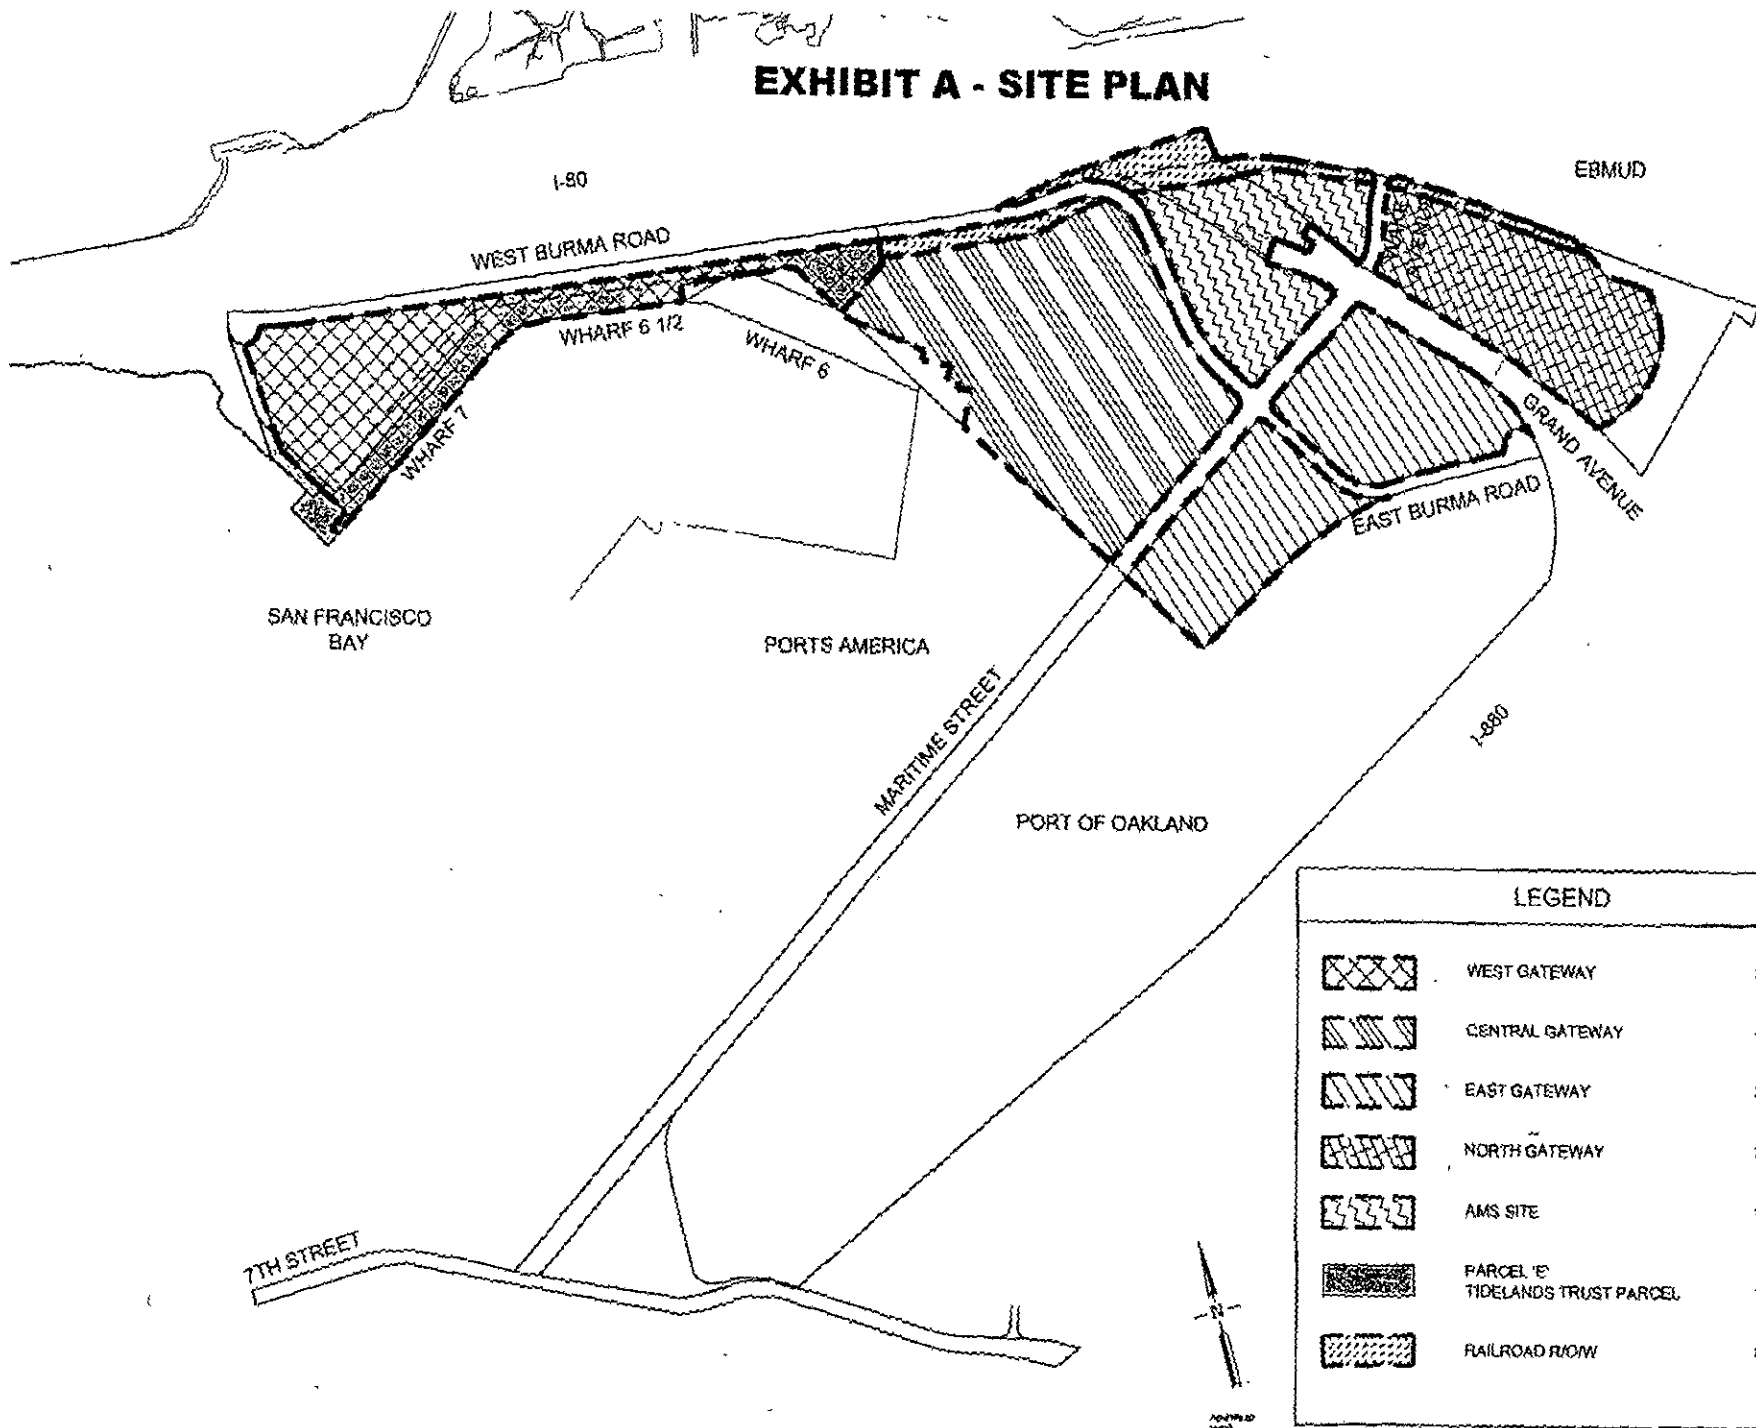 EXHIBIT A - SITE PLAN
I-80
EBMUD
WEST BURMA ROAD
WHARF 6 1/2
WHARF 6
WHARF 7
GRAND AVENUE
EAST BURMA ROAD
SAN FRANCISCO
BAY
PORTS AMERICA
MARITIME STREET
I-880
PORT OF OAKLAND
7TH STREET
LEGEND
WEST GATEWAY
CENTRAL GATEWAY
EAST GATEWAY
NORTH GATEWAY
AMS SITE
PARCEL 'E'
TIDELANDS TRUST PARCEL
RAILROAD R/O/W